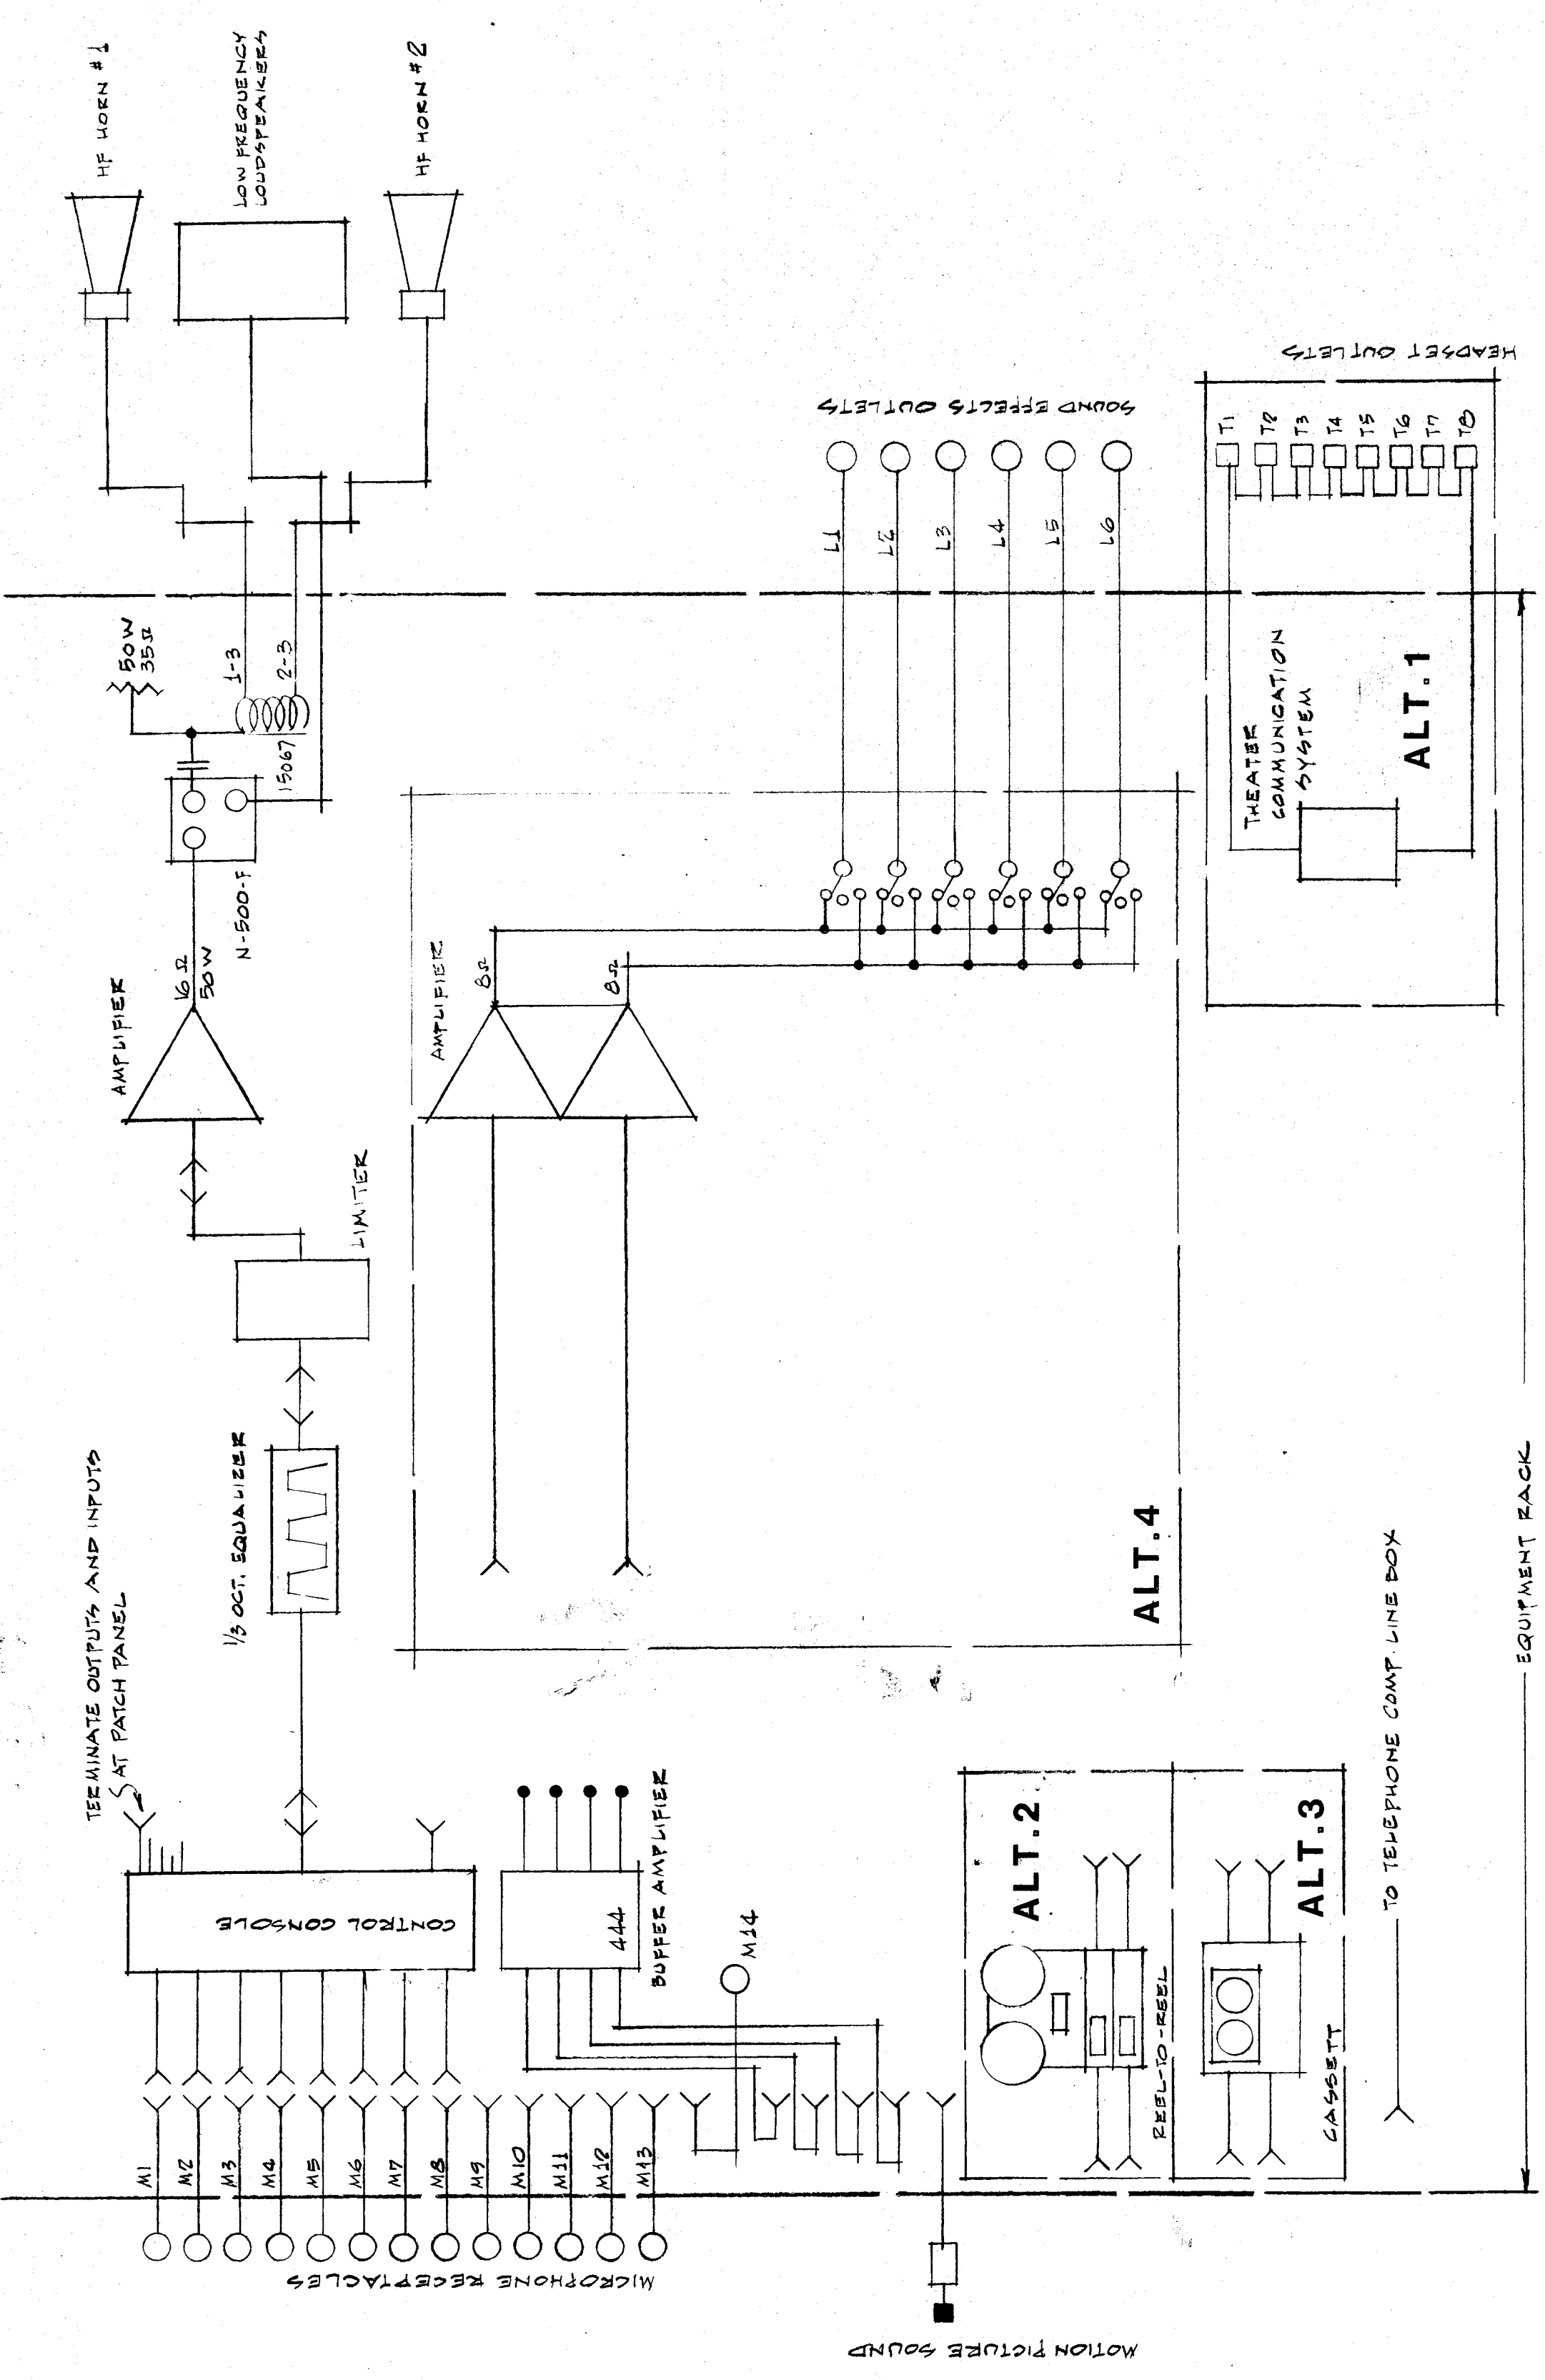 HF HORN #1
LOW FREQUENCY
LOUDSPEAKERS
HF HORN #2
50W
35Ω
1-3
2-3
15067
N-500-F
16Ω
50W
AMPLIFIER
LIMITER
1/3 OCT. EQUALIZER
TERMINATE OUTPUTS AND INPUTS
AT PATCH PANEL
CONTROL CONSOLE
444
BUFFER AMPLIFIER
M1
M2
M3
M4
M5
M6
M7
M8
M9
M10
M11
M12
M13
M14
MICROPHONE RECEPTACLES
MOTION PICTURE SOUND
AMPLIFIER
8Ω
8Ω
ALT.4
SOUND EFFECTS OUTLETS
L1
L2
L3
L4
L5
L6
HEADSET OUTLETS
T1
T2
T3
T4
T5
T6
T7
T8
THEATER
COMMUNICATION
SYSTEM
ALT.1
ALT.2
REEL-TO-REEL
ALT.3
CASSETT
TO TELEPHONE COMP. LINE BOX
EQUIPMENT RACK